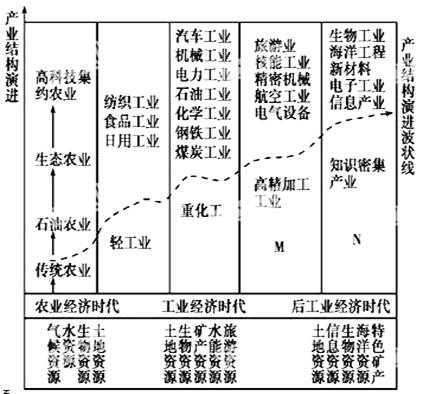 产业结构演进
高科技集
约农业
生态农业
石油农业
传统农业
纺织工业
食品工业
日用工业
轻工业
汽车工业
机械工业
电力工业
石油工业
化学工业
钢铁工业
煤炭工业
重化工
旅游业
核能工业
精密机械
航空工业
电气设备
高精加工
工业
M
生物工业
海洋工程
新材料
电子工业
信息产业
知识密集
产业
N
产业结构演进波状线
农业经济时代
工业经济时代
后工业经济时代
气候资源
水资源
生物资源
土地资源
土地资源
生物资源
矿产资源
水能资源
旅游资源
土地资源
信息资源
生物资源
海洋资源
特色矿产